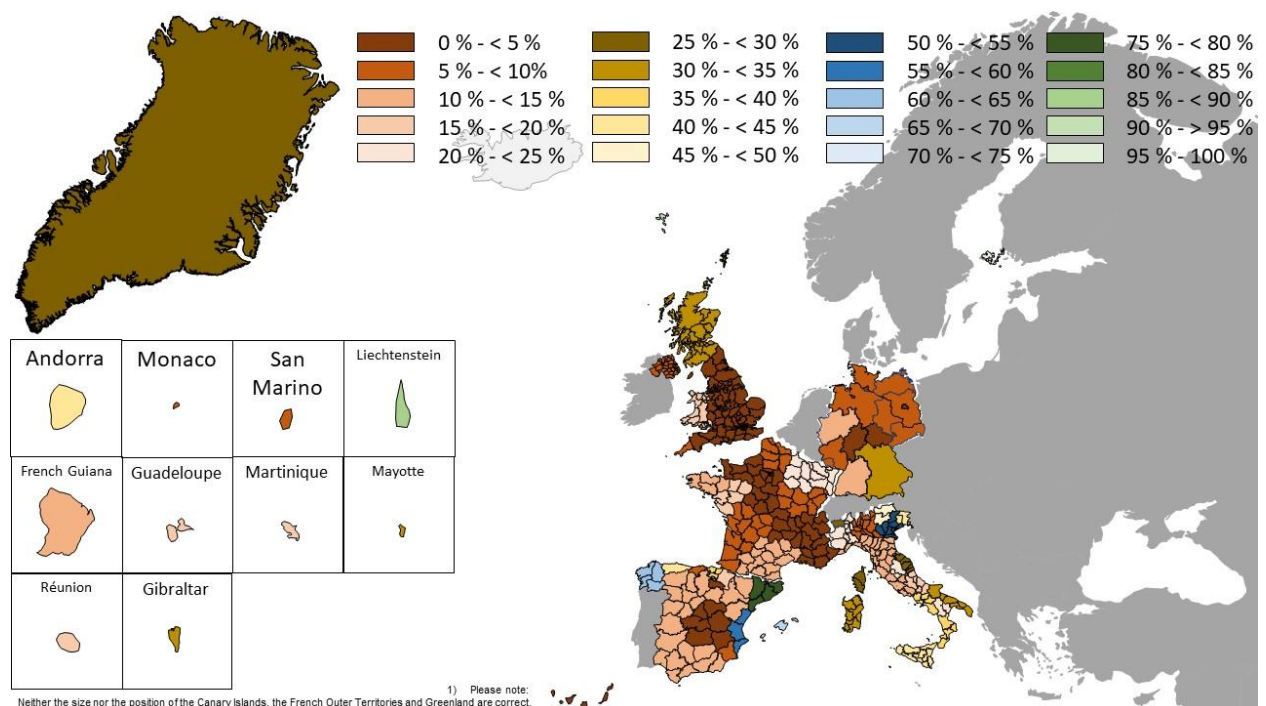 0 % - < 5 %
5 % - < 10%
10 % - < 15 %
15 % - < 20 %
20 % - < 25 %
25 % - < 30 %
30 % - < 35 %
35 % - < 40 %
40 % - < 45 %
45 % - < 50 %
50 % - < 55 %
55 % - < 60 %
60 % - < 65 %
65 % - < 70 %
70 % - < 75 %
75 % - < 80 %
80 % - < 85 %
85 % - < 90 %
90 % - > 95 %
95 % - 100 %
Andorra
Monaco
San
Marino
Liechtenstein
French Guiana
Guadeloupe
Martinique
Mayotte
Réunion
Gibraltar
1) Please note:
Neither the size nor the position of the Canary Islands, the French Outer Territories and Greenland are correct.